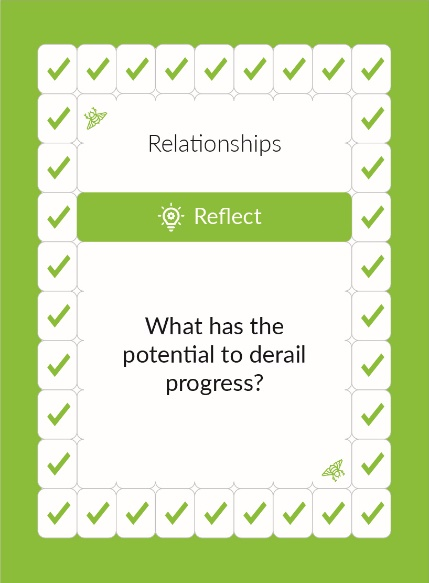 Relationships
Reflect
What has the
potential to derail
progress?